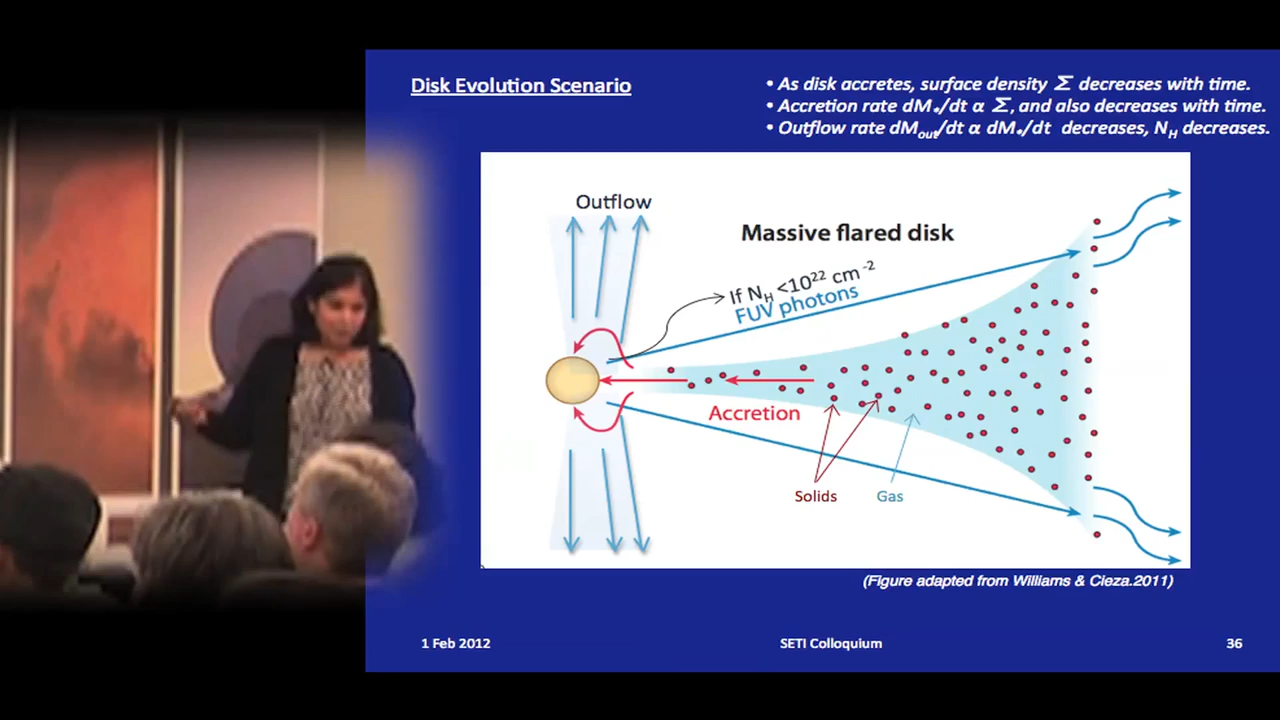 Disk Evolution Scenario
• As disk accretes, surface density Σ decreases with time.
• Accretion rate dM*/dt α Σ, and also decreases with time.
• Outflow rate dMout/dt α dM*/dt decreases, NH decreases.
Outflow
Massive flared disk
If NH <10²² cm⁻²
FUV photons
Accretion
Solids
Gas
(Figure adapted from Williams & Cieza.2011)
1 Feb 2012
SETI Colloquium
36